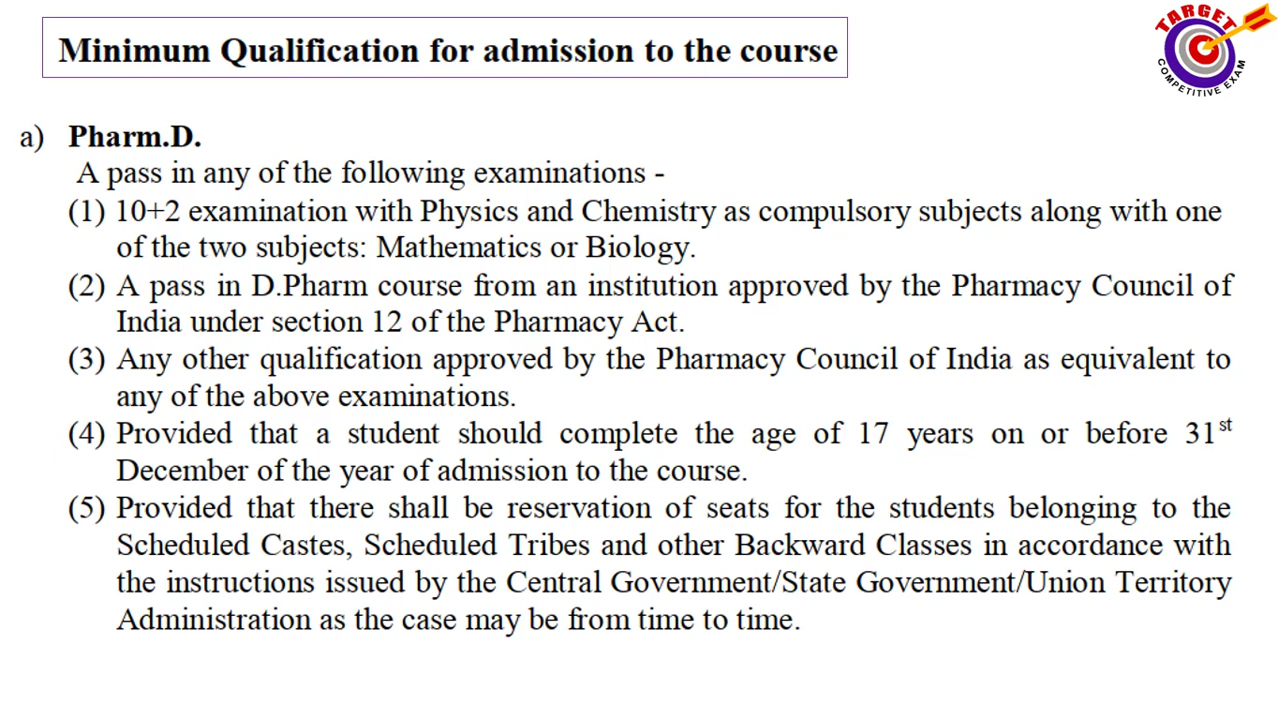 Minimum Qualification for admission to the course
TARGET
COMPETITIVE EXAM
a) Pharm.D.
A pass in any of the following examinations -
(1) 10+2 examination with Physics and Chemistry as compulsory subjects along with one
of the two subjects: Mathematics or Biology.
(2) A pass in D.Pharm course from an institution approved by the Pharmacy Council of
India under section 12 of the Pharmacy Act.
(3) Any other qualification approved by the Pharmacy Council of India as equivalent to
any of the above examinations.
(4) Provided that a student should complete the age of 17 years on or before 31st
December of the year of admission to the course.
(5) Provided that there shall be reservation of seats for the students belonging to the
Scheduled Castes, Scheduled Tribes and other Backward Classes in accordance with
the instructions issued by the Central Government/State Government/Union Territory
Administration as the case may be from time to time.